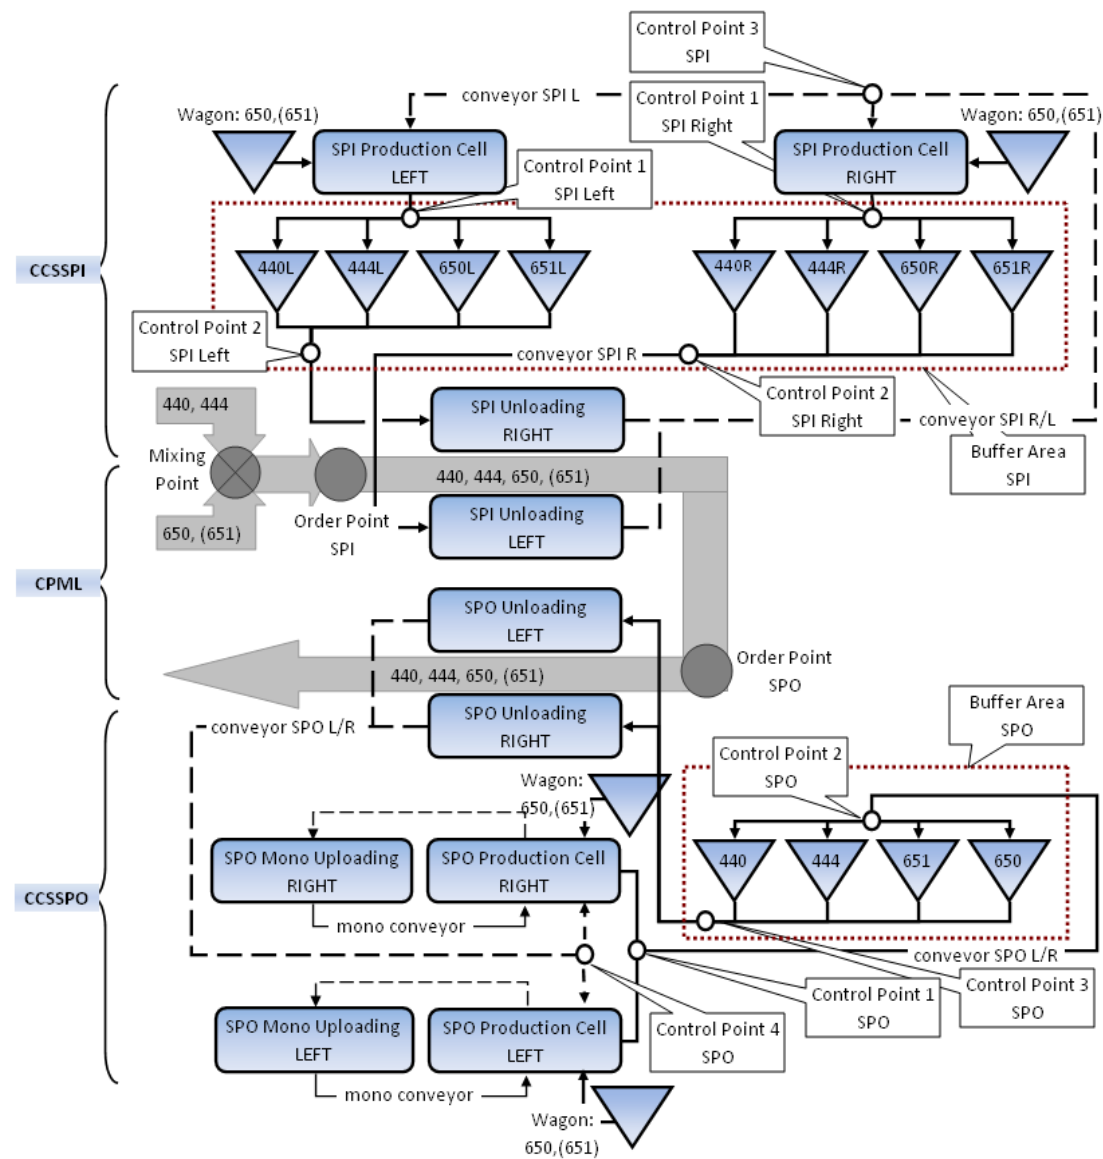 Control Point 3
SPI
conveyor SPI L
Control Point 1
SPI Right
Wagon: 650,(651)
Wagon: 650,(651)
SPI Production Cell
LEFT
Control Point 1
SPI Left
SPI Production Cell
RIGHT
CCSSPI
440L
444L
650L
651L
440R
444R
650R
651R
Control Point 2
SPI Left
conveyor SPI R
Control Point 2
SPI Right
440, 444
SPI Unloading
RIGHT
conveyor SPI R/L
Buffer Area
SPI
Mixing
Point
440, 444, 650, (651)
650, (651)
Order Point
SPI
SPI Unloading
LEFT
CPML
SPO Unloading
LEFT
Order Point
SPO
440, 444, 650, (651)
SPO Unloading
RIGHT
conveyor SPO L/R
Buffer Area
SPO
Control Point 2
SPO
Wagon:
650,(651)
SPO Mono Uploading
RIGHT
SPO Production Cell
RIGHT
440
444
651
650
CCSSPO
mono conveyor
conveyor SPO L/R
Control Point 1
SPO
Control Point 3
SPO
Control Point 4
SPO
SPO Mono Uploading
LEFT
SPO Production Cell
LEFT
mono conveyor
Wagon:
650,(651)